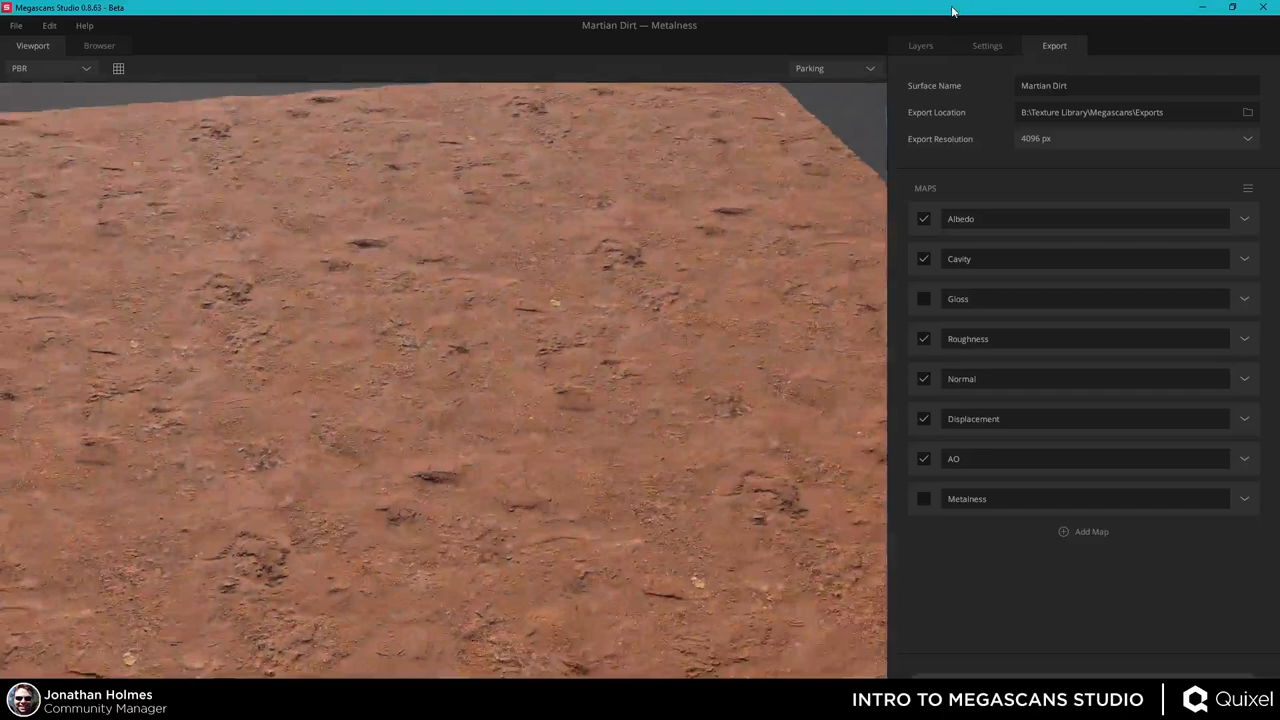 Megascans Studio 0.8.63 - Beta
File Edit Help
Martian Dirt — Metalness
Viewport Browser
Layers Settings Export
PBR
Parking
Surface Name Martian Dirt
Export Location B:\Texture Library\Megascans\Exports
Export Resolution 4096 px
MAPS
Albedo
Cavity
Gloss
Roughness
Normal
Displacement
AO
Metalness
Add Map
Jonathan Holmes
Community Manager
INTRO TO MEGASCANS STUDIO
Quixel